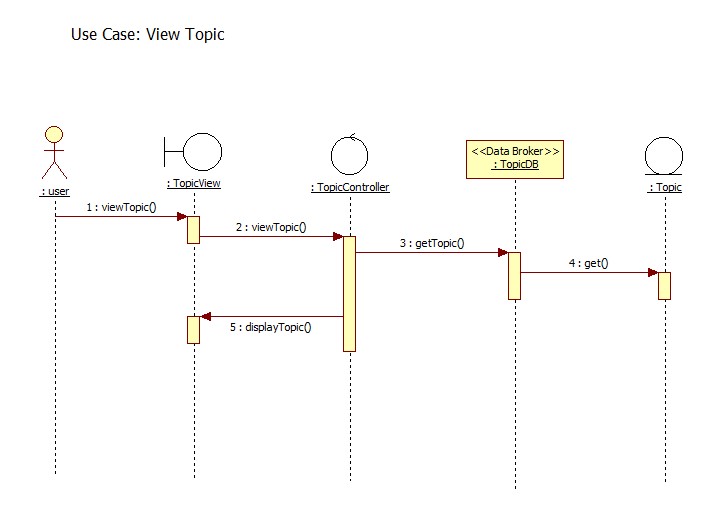 Use Case: View Topic
<<Data Broker>>
: TopicDB
: user
: TopicView
: TopicController
: Topic
1 : viewTopic()
2 : viewTopic()
3 : getTopic()
4 : get()
5 : displayTopic()